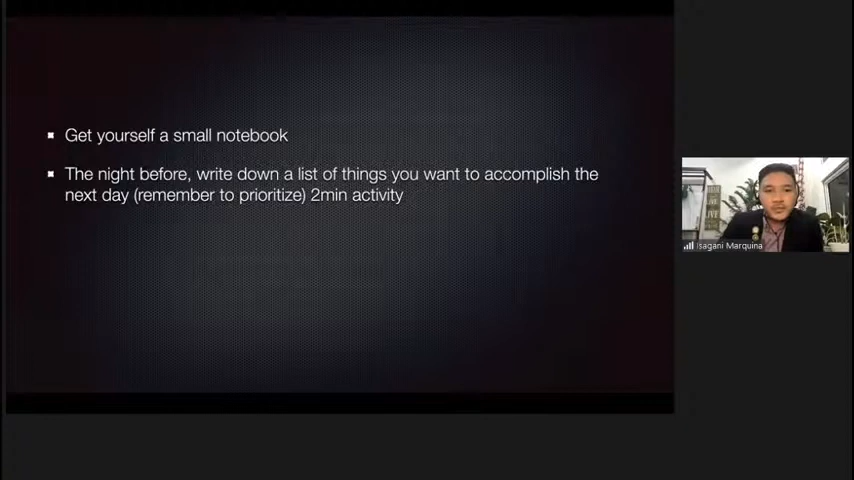 Get yourself a small notebook
The night before, write down a list of things you want to accomplish the
next day (remember to prioritize) 2min activity
Isagani Marquina